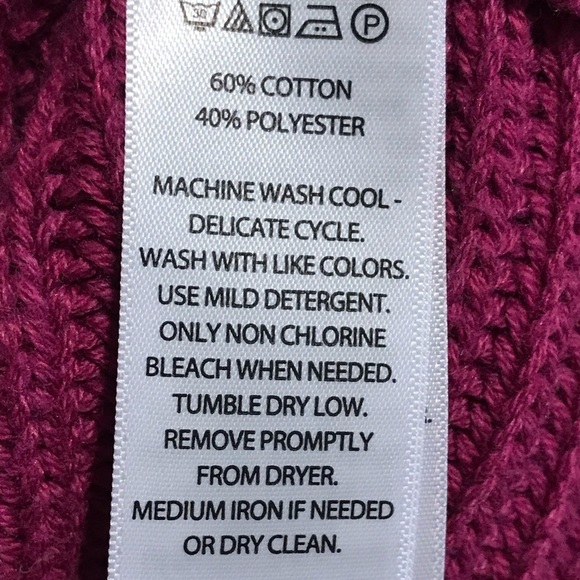 30
P
60% COTTON
40% POLYESTER
MACHINE WASH COOL -
DELICATE CYCLE.
WASH WITH LIKE COLORS.
USE MILD DETERGENT.
ONLY NON CHLORINE
BLEACH WHEN NEEDED.
TUMBLE DRY LOW.
REMOVE PROMPTLY
FROM DRYER.
MEDIUM IRON IF NEEDED
OR DRY CLEAN.